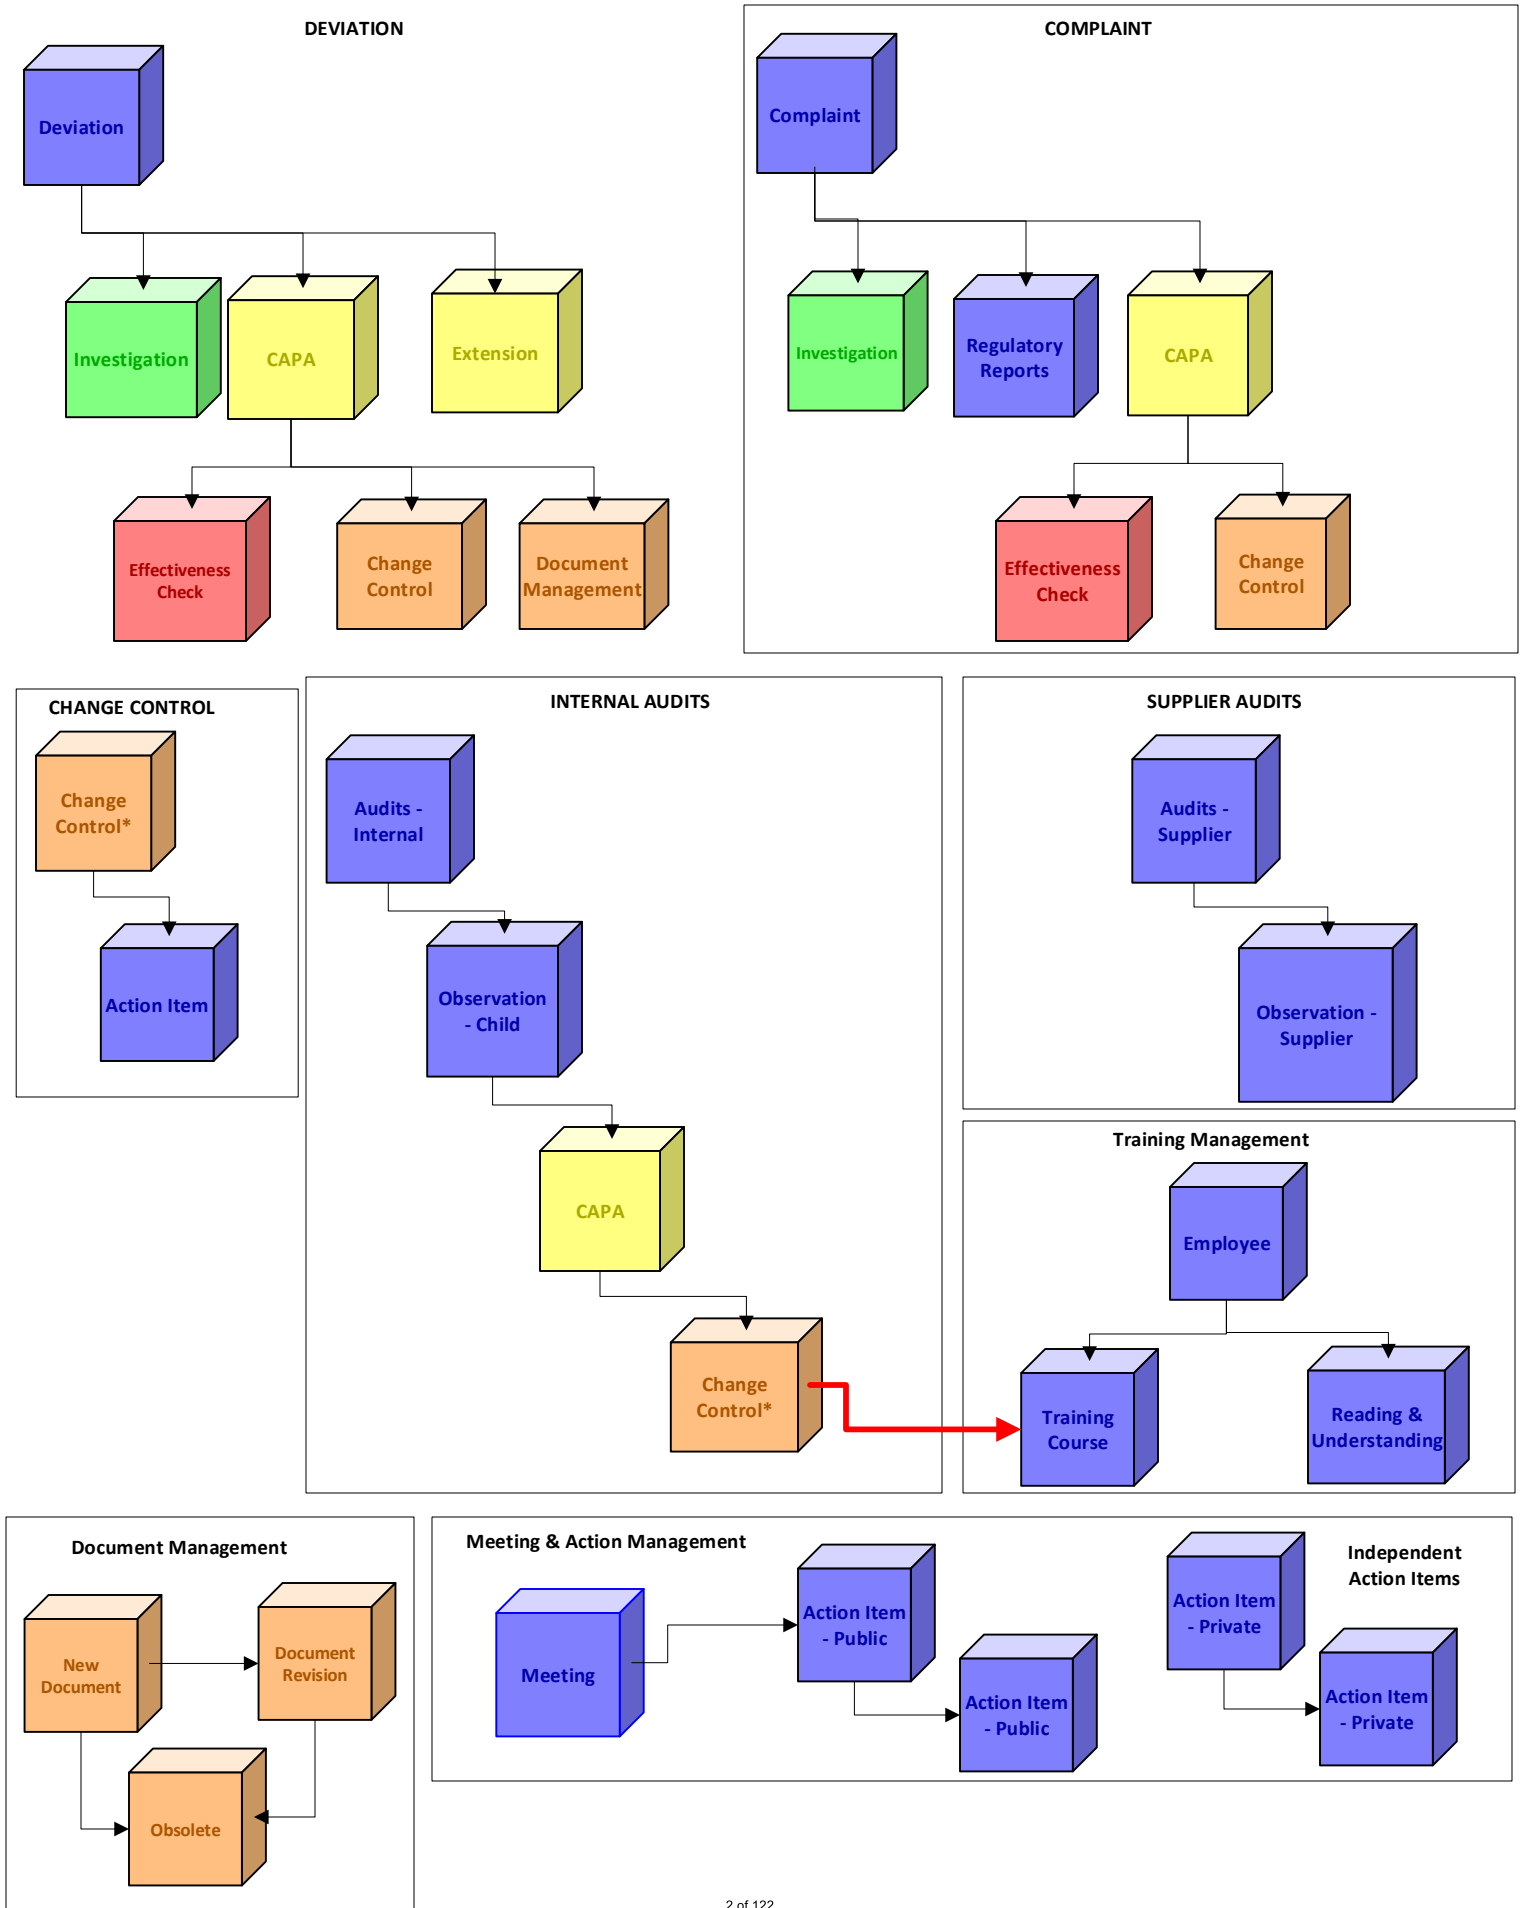 DEVIATION
Deviation
Investigation
CAPA
Extension
Effectiveness
Check
Change
Control
Document
Management
COMPLAINT
Complaint
Investigation
Regulatory
Reports
CAPA
Effectiveness
Check
Change
Control
CHANGE CONTROL
Change
Control*
Action Item
INTERNAL AUDITS
Audits -
Internal
Observation
- Child
CAPA
Change
Control*
SUPPLIER AUDITS
Audits -
Supplier
Observation -
Supplier
Training Management
Employee
Training
Course
Reading &
Understanding
Document Management
New
Document
Document
Revision
Obsolete
Meeting & Action Management
Meeting
Action Item
- Public
Action Item
- Public
Independent
Action Items
Action Item
- Private
Action Item
- Private
2 of 122